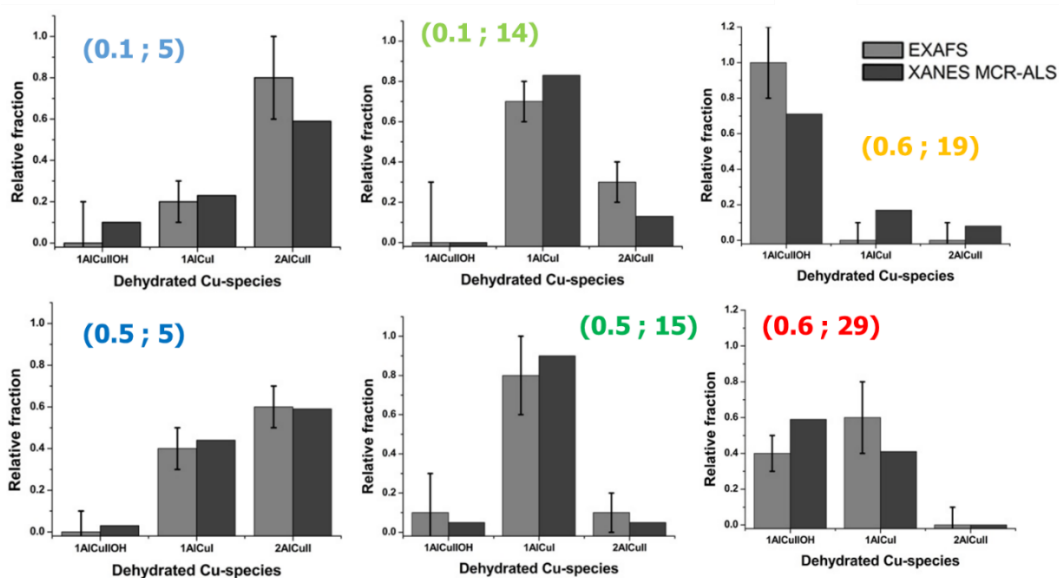 (0.1 ; 5)
Relative fraction
1.0
0.8
0.6
0.4
0.2
0.0
1AlCuIIOH 1AlCuI 2AlCuII
Dehydrated Cu-species
(0.1 ; 14)
Relative fraction
1.0
0.8
0.6
0.4
0.2
0.0
1AlCuIIOH 1AlCuI 2AlCuII
Dehydrated Cu-species
EXAFS
XANES MCR-ALS
(0.6 ; 19)
Relative fraction
1.2
1.0
0.8
0.6
0.4
0.2
0.0
1AlCuIIOH 1AlCuI 2AlCuII
Dehydrated Cu-species
(0.5 ; 5)
Relative fraction
1.0
0.8
0.6
0.4
0.2
0.0
1AlCuIIOH 1AlCuI 2AlCuII
Dehydrated Cu-species
(0.5 ; 15)
Relative fraction
1.0
0.8
0.6
0.4
0.2
0.0
1AlCuIIOH 1AlCuI 2AlCuII
Dehydrated Cu-species
(0.6 ; 29)
Relative fraction
1.2
1.0
0.8
0.6
0.4
0.2
0.0
1AlCuIIOH 1AlCuI 2AlCuII
Dehydrated Cu-species